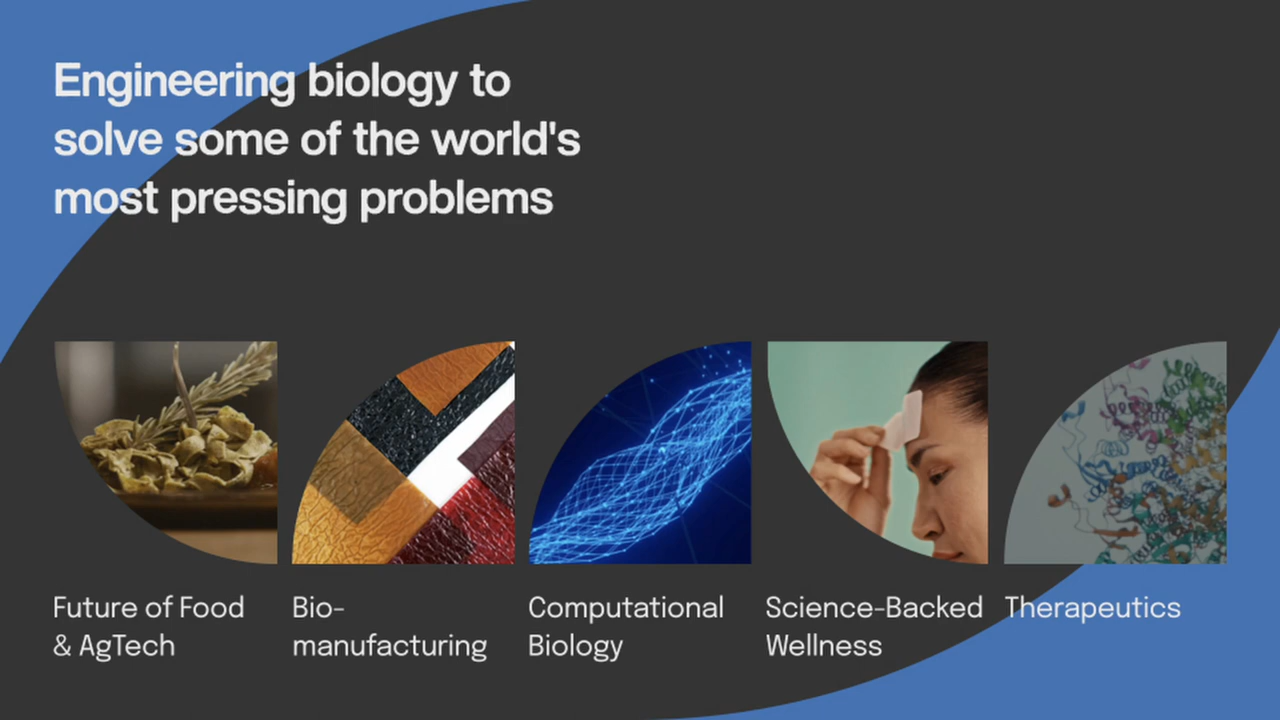 Engineering biology to
solve some of the world's
most pressing problems
Future of Food
& AgTech
Bio-
manufacturing
Computational
Biology
Science-Backed
Wellness
Therapeutics